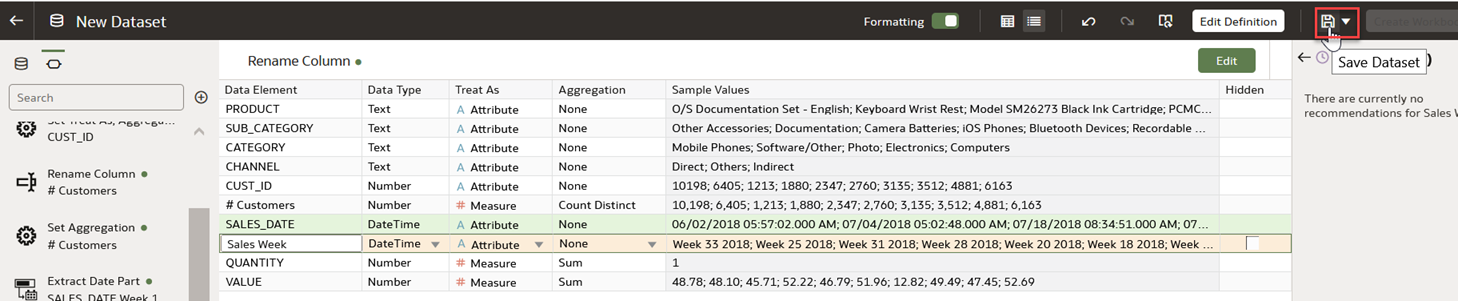 New Dataset
Formatting
Edit Definition
Create Workbo
Save Dataset
)
There are currently no
recommendations for Sales W
Search
Set Treat As, Aggrega...
CUST_ID
Rename Column
# Customers
Set Aggregation
# Customers
Extract Date Part
SALES_DATE Week 1
Rename Column
Edit
Data Element Data Type Treat As Aggregation Sample Values Hidden
PRODUCT Text A Attribute None O/S Documentation Set - English; Keyboard Wrist Rest; Model SM26273 Black Ink Cartridge; PCMC...
SUB_CATEGORY Text A Attribute None Other Accessories; Documentation; Camera Batteries; iOS Phones; Bluetooth Devices; Recordable ...
CATEGORY Text A Attribute None Mobile Phones; Software/Other; Photo; Electronics; Computers
CHANNEL Text A Attribute None Direct; Others; Indirect
CUST_ID Number A Attribute None 10198; 6405; 1213; 1880; 2347; 2760; 3135; 3512; 4881; 6163
# Customers Number # Measure Count Distinct 10,198; 6,405; 1,213; 1,880; 2,347; 2,760; 3,135; 3,512; 4,881; 6,163
SALES_DATE DateTime A Attribute None 06/02/2018 05:57:02.000 AM; 07/04/2018 05:02:48.000 AM; 07/18/2018 08:34:51.000 AM; 07...
Sales Week DateTime A Attribute None Week 33 2018; Week 25 2018; Week 31 2018; Week 28 2018; Week 20 2018; Week 18 2018; Week ...
QUANTITY Number # Measure Sum 1
VALUE Number # Measure Sum 48.78; 48.10; 45.71; 52.22; 46.79; 51.96; 12.82; 49.49; 47.45; 52.69